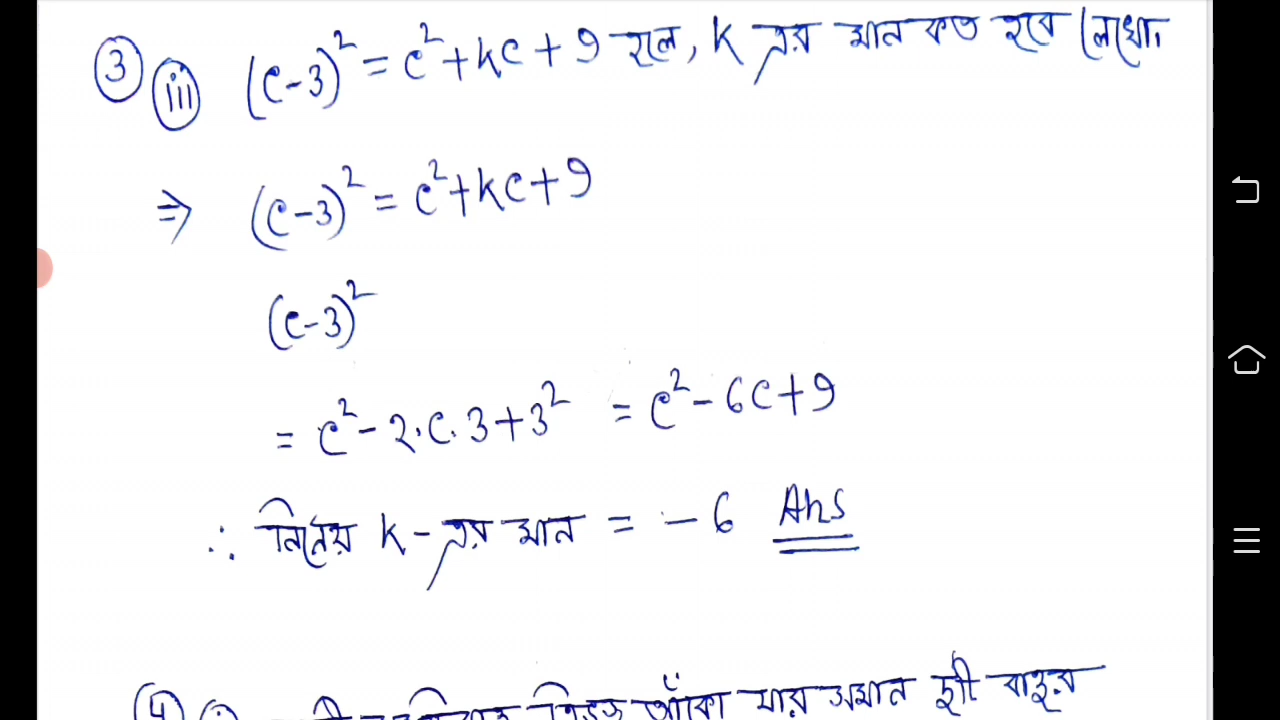 ③ (iii) (c-3)² = c² + kc + 9 হলে, k এর মান কত হবে লেখো।
⇒ (c-3)² = c² + kc + 9
(c-3)²
= c² - 2.c.3 + 3² = c² - 6c + 9
∴ নির্নেয় k - এর মান = - 6 Ans
আঁকা যার সমান দুটী বাহুর